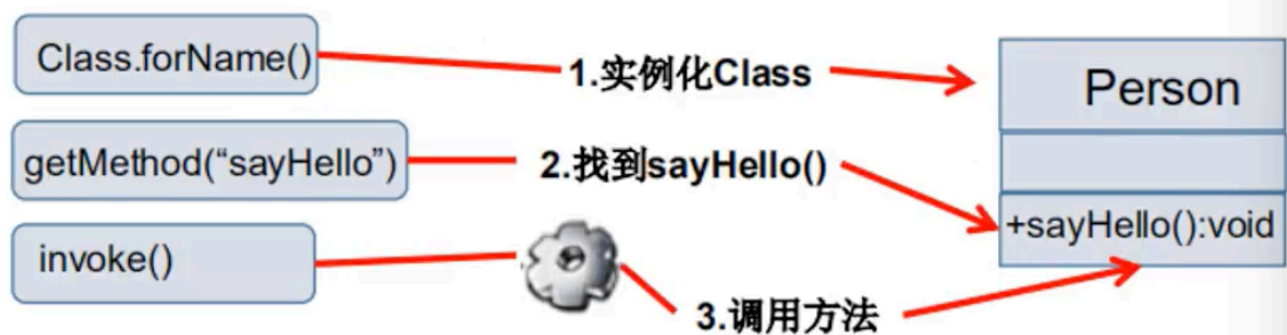 Class.forName()
1.实例化Class
Person
getMethod(“sayHello”)
2.找到sayHello()
+sayHello():void
invoke()
3.调用方法